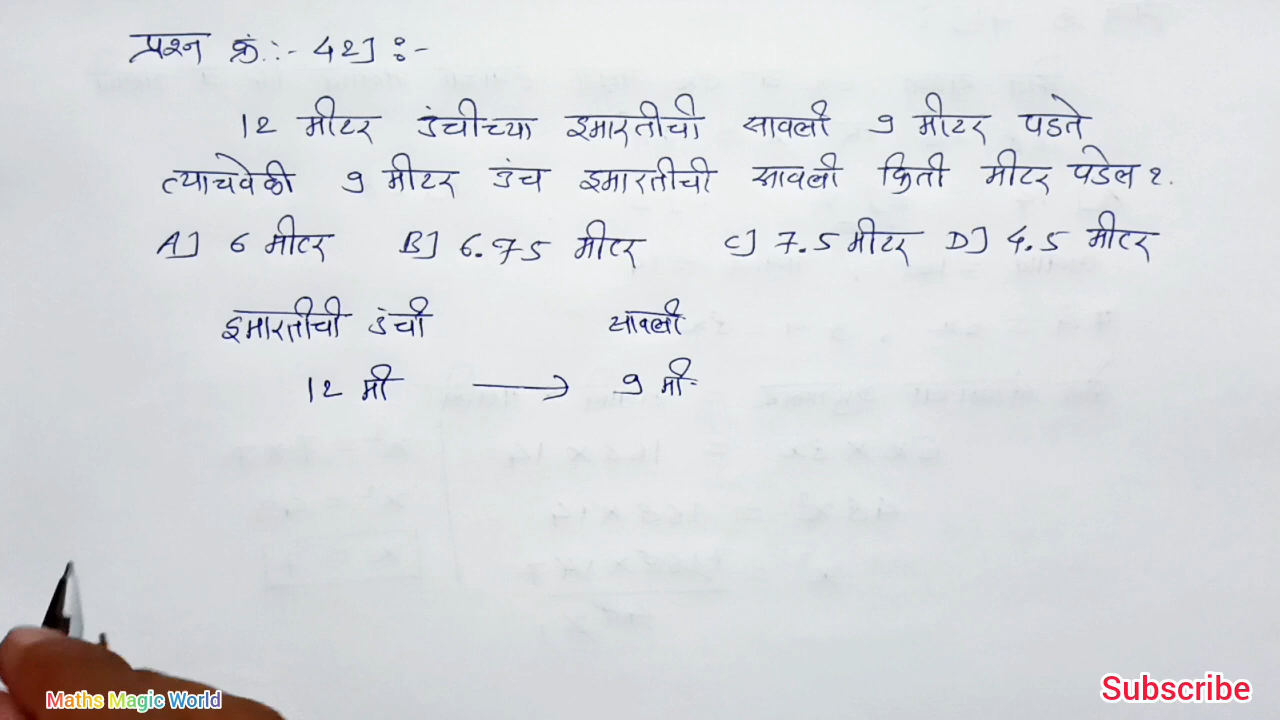 प्रश्न क्रं.:- 42] :-
12 मीटर उंचीच्या इमारतीची सावली 9 मीटर पडते
त्याचवेळी 9 मीटर उंच इमारतीची सावली किती मीटर पडेल ?.
A] 6 मीटर B] 6.75 मीटर C] 7.5 मीटर D] 4.5 मीटर
इमारतीची उंची सावली
12 मी → 9 मी.
Maths Magic World
Subscribe